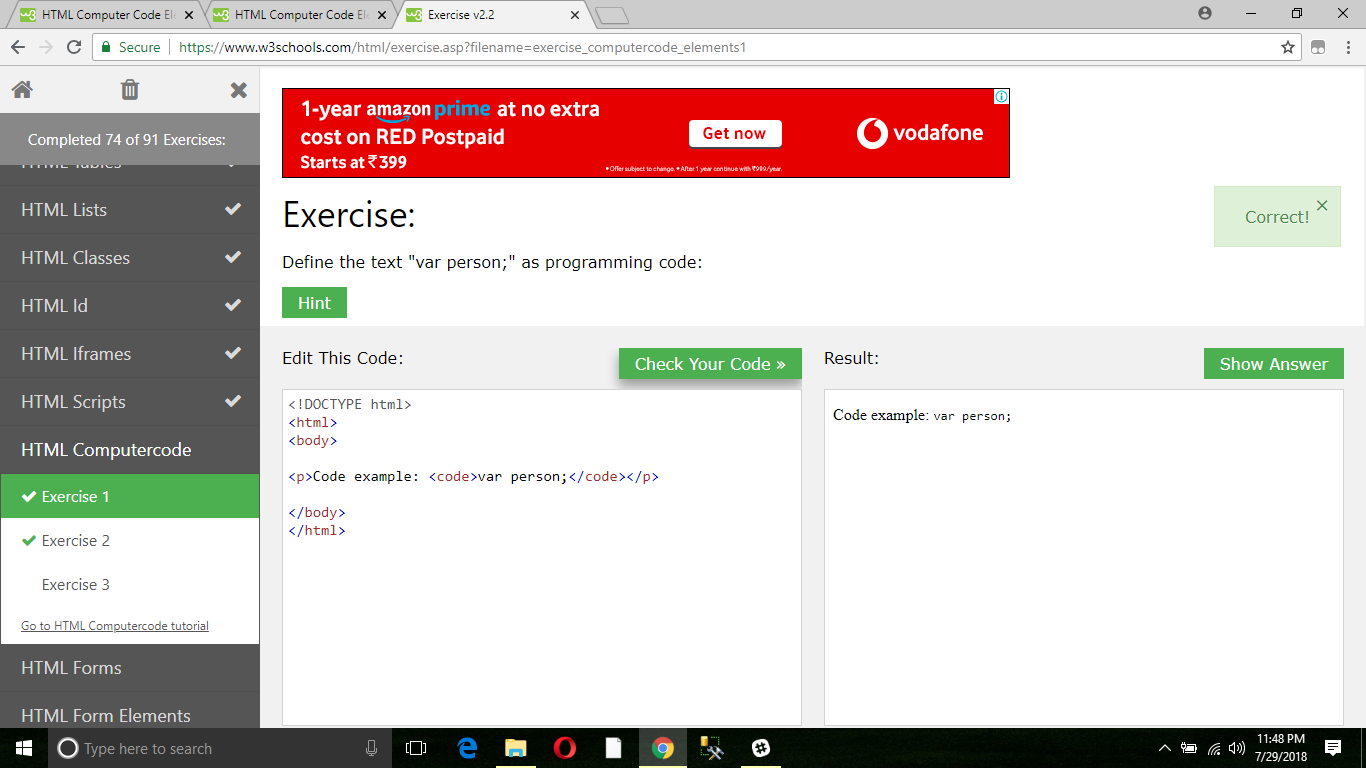 HTML Computer Code El
HTML Computer Code El
Exercise v2.2
Secure
https://www.w3schools.com/html/exercise.asp?filename=exercise_computercode_elements1
Completed 74 of 91 Exercises:
HTML Tables
HTML Lists
HTML Classes
HTML Id
HTML Iframes
HTML Scripts
HTML Computercode
Exercise 1
Exercise 2
Exercise 3
Go to HTML Computercode tutorial
HTML Forms
HTML Form Elements
1-year amazon prime at no extra
cost on RED Postpaid
Starts at ₹399
Get now
• Offer subject to change. • After 1 year continue with ₹999/year.
vodafone
Exercise:
Correct!
Define the text "var person;" as programming code:
Hint
Edit This Code:
Check Your Code »
Result:
Show Answer
<!DOCTYPE html>
<html>
<body>
<p>Code example: <code>var person;</code></p>
</body>
</html>
Code example: var person;
Type here to search
11:48 PM
7/29/2018